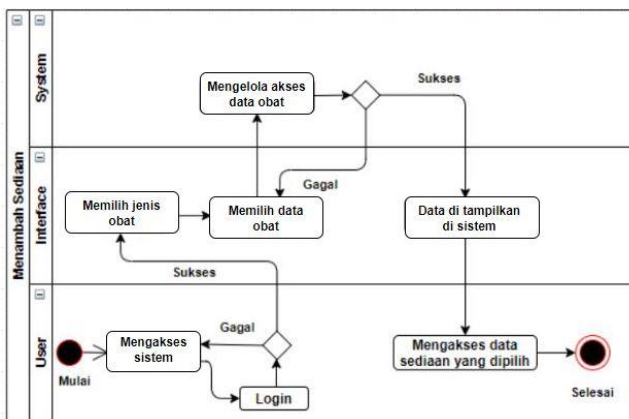 Menambah Sediaan
System
Mengelola akses
data obat
Sukses
Interface
Gagal
Memilih jenis
obat
Memilih data
obat
Data di tampilkan
di sistem
Sukses
User
Mulai
Mengakses
sistem
Gagal
Login
Mengakses data
sediaan yang dipilih
Selesai